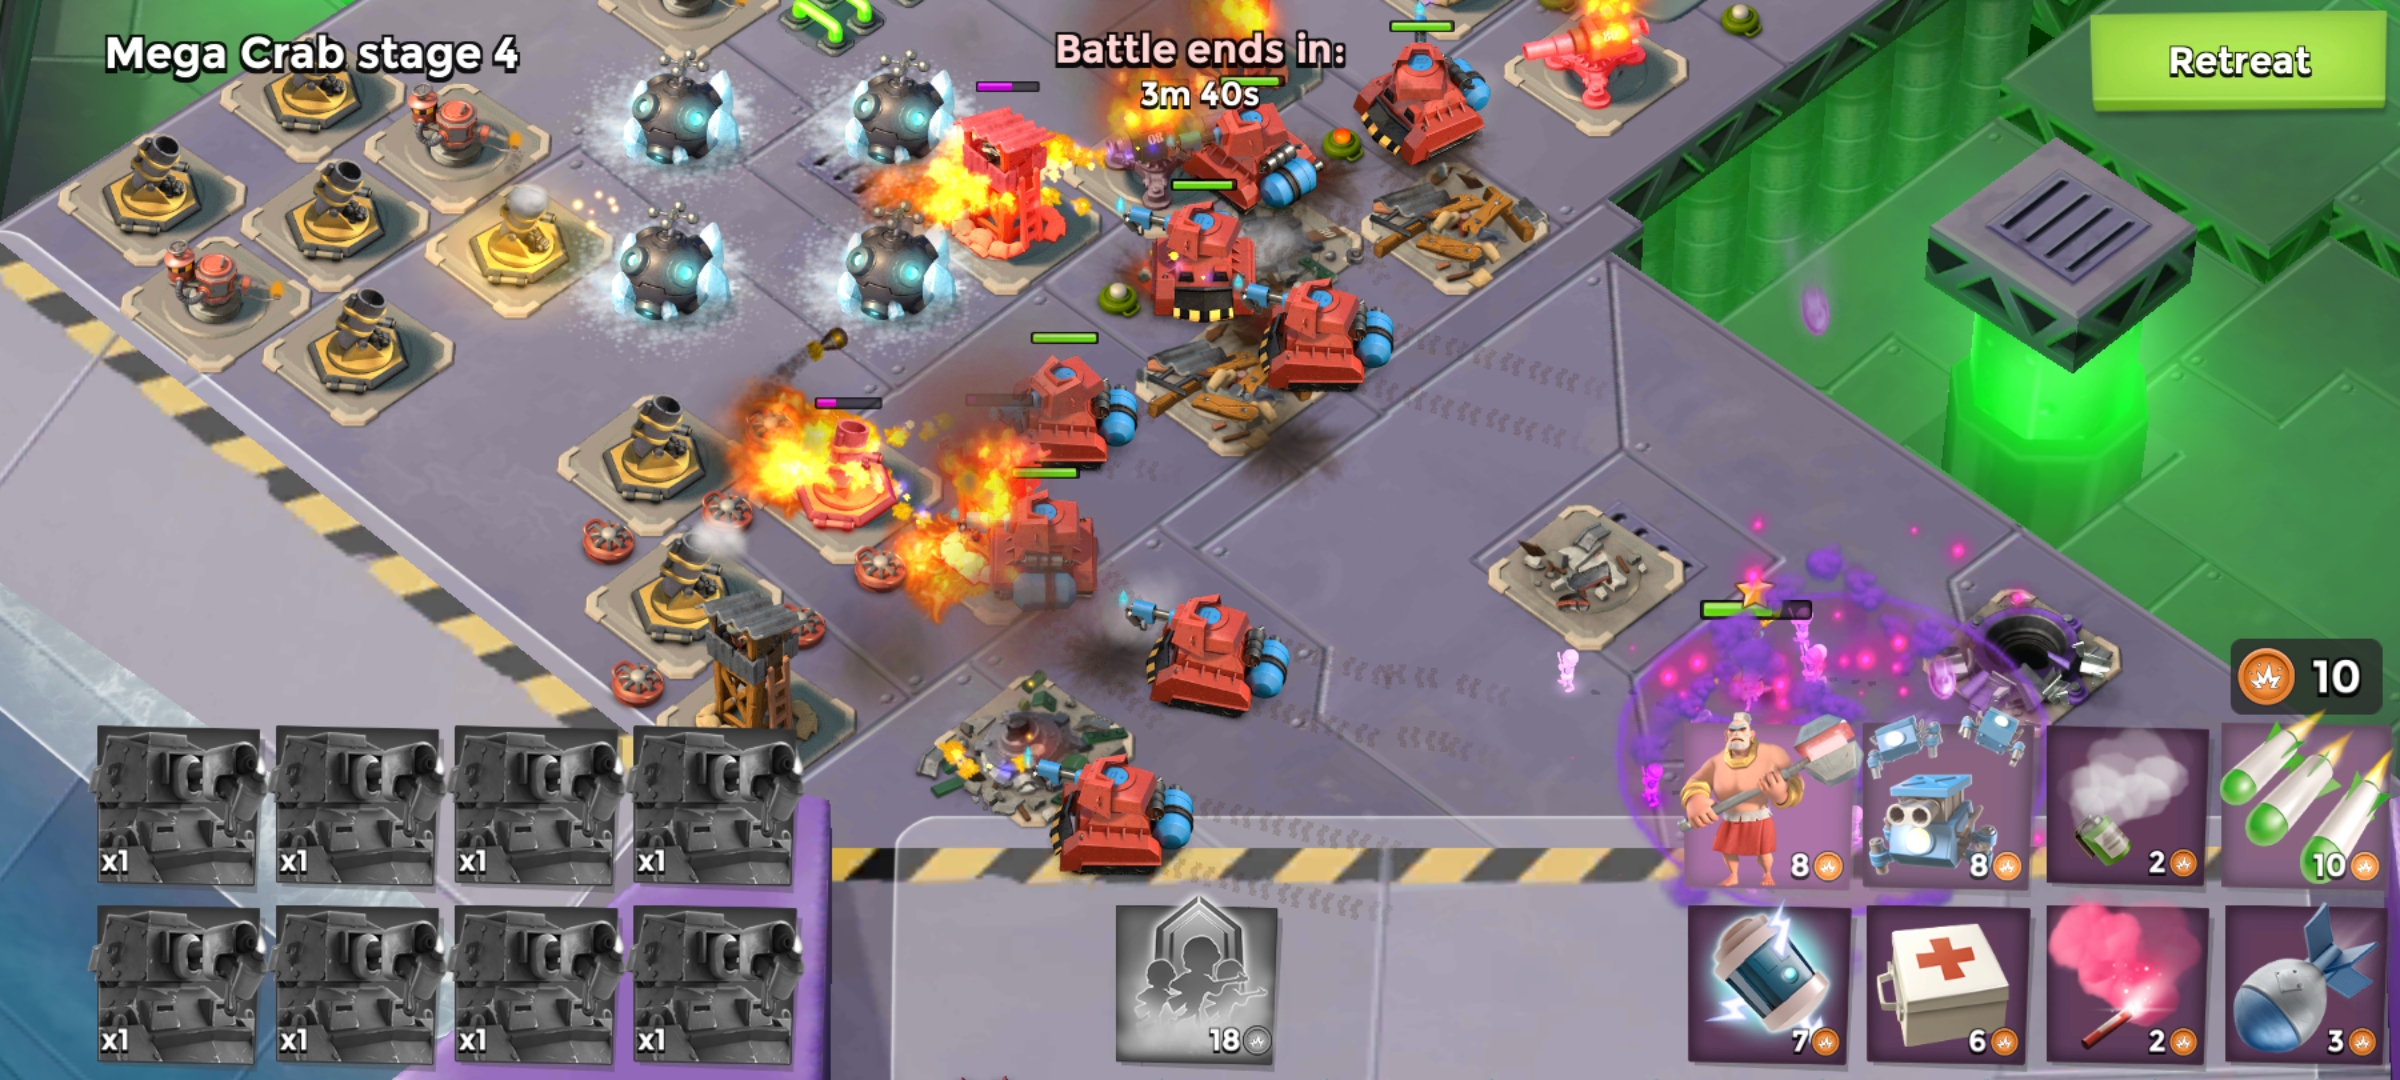 Mega Crab stage 4
Battle ends in:
3m 40s
Retreat
10
8
8
2
10
x1
x1
x1
x1
x1
x1
x1
x1
18
7
6
2
3